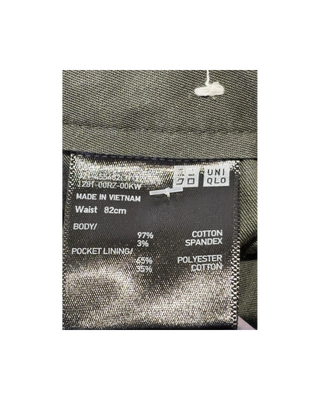 UNI
QLO
MADE IN VIETNAM
Waist 82cm
BODY/
97% COTTON
3% SPANDEX
POCKET LINING/
65% POLYESTER
35% COTTON